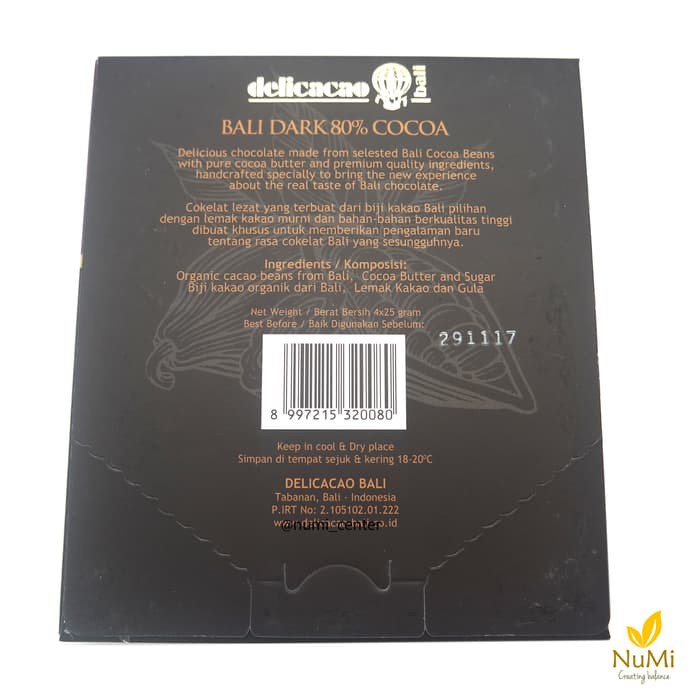 delicacao bali
BALI DARK 80% COCOA
Delicious chocolate made from selested Bali Cocoa Beans
with pure cocoa butter and premium quality ingredients,
handcrafted specially to bring the new experience
about the real taste of Bali chocolate.
Cokelat lezat yang terbuat dari biji kakao Bali pilihan
dengan lemak kakao murni dan bahan-bahan berkualitas tinggi
dibuat khusus untuk memberikan pengalaman baru
tentang rasa cokelat Bali yang sesungguhnya.
Ingredients / Komposisi:
Organic cacao beans from Bali, Cocoa Butter and Sugar
Biji kakao organik dari Bali, Lemak Kakao dan Gula
Net Weight / Berat Bersih 4x25 gram
Best Before / Baik Digunakan Sebelum:
291117
8 997215 320080
Keep in cool & Dry place
Simpan di tempat sejuk & kering 18-20°C
DELICACAO BALI
Tabanan, Bali - Indonesia
P.IRT No: 2.105102.01.222
@numi_center
NuMi
Creating balance